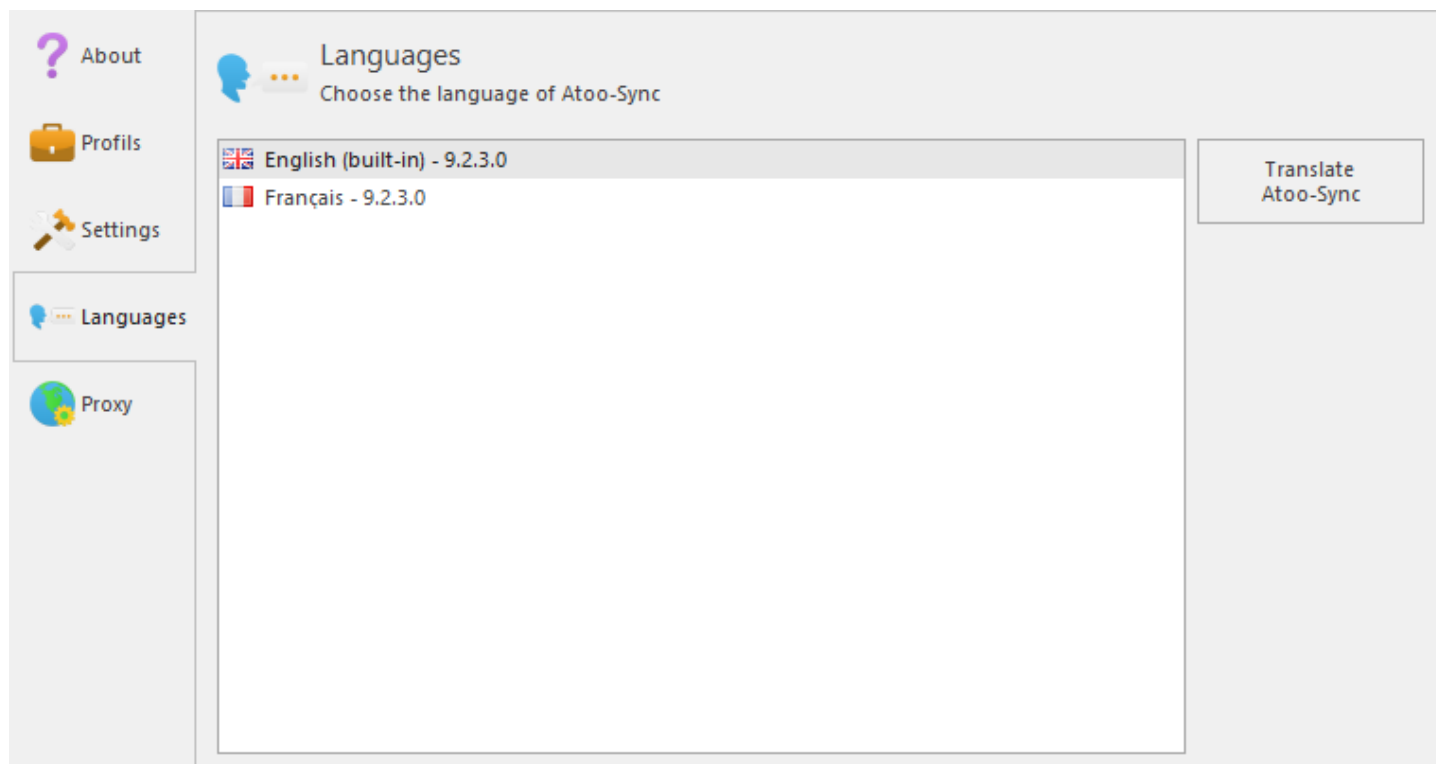 About
Profils
Settings
Languages
Proxy
Languages
Choose the language of Atoo-Sync
English (built-in) - 9.2.3.0
Français - 9.2.3.0
Translate
Atoo-Sync